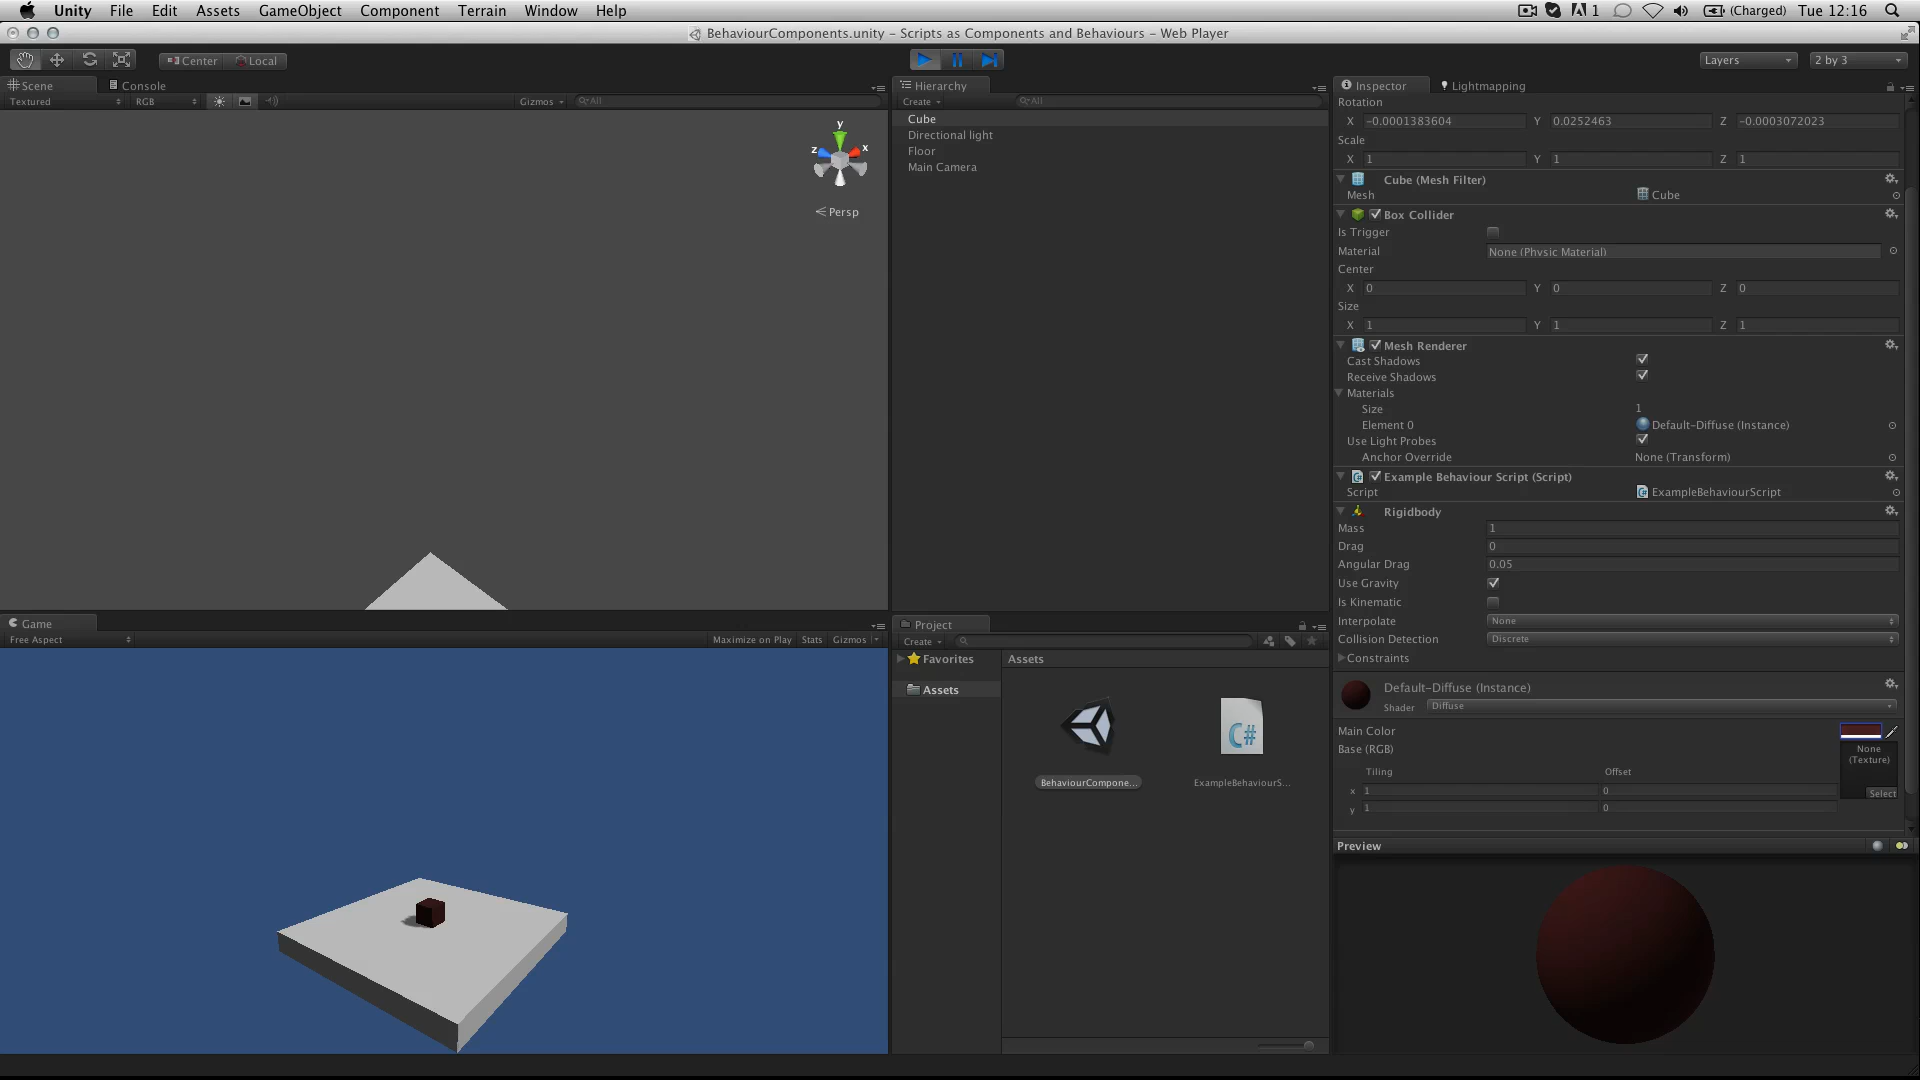 Unity File Edit Assets GameObject Component Terrain Window Help
1 (Charged) Tue 12:16
BehaviourComponents.unity - Scripts as Components and Behaviours - Web Player
Center Local
Layers 2 by 3
Scene Console
Textured RGB Gizmos All
y
z x
Persp
Game
Free Aspect Maximize on Play Stats Gizmos
Hierarchy
Create All
Cube
Directional light
Floor
Main Camera
Project
Create
Favorites
Assets
Assets
BehaviourCompone...
C#
ExampleBehaviourS...
Inspector Lightmapping
Rotation
X -0.0001383604 Y 0.0252463 Z -0.0003072023
Scale
X 1 Y 1 Z 1
Cube (Mesh Filter)
Mesh Cube
Box Collider
Is Trigger
Material None (Physic Material)
Center
X 0 Y 0 Z 0
Size
X 1 Y 1 Z 1
Mesh Renderer
Cast Shadows
Receive Shadows
Materials
Size 1
Element 0 Default-Diffuse (Instance)
Use Light Probes
Anchor Override None (Transform)
Example Behaviour Script (Script)
Script ExampleBehaviourScript
Rigidbody
Mass 1
Drag 0
Angular Drag 0.05
Use Gravity
Is Kinematic
Interpolate None
Collision Detection Discrete
Constraints
Default-Diffuse (Instance)
Shader Diffuse
Main Color
Base (RGB) None
(Texture)
Tiling Offset
x 1 0
y 1 0
Select
Preview